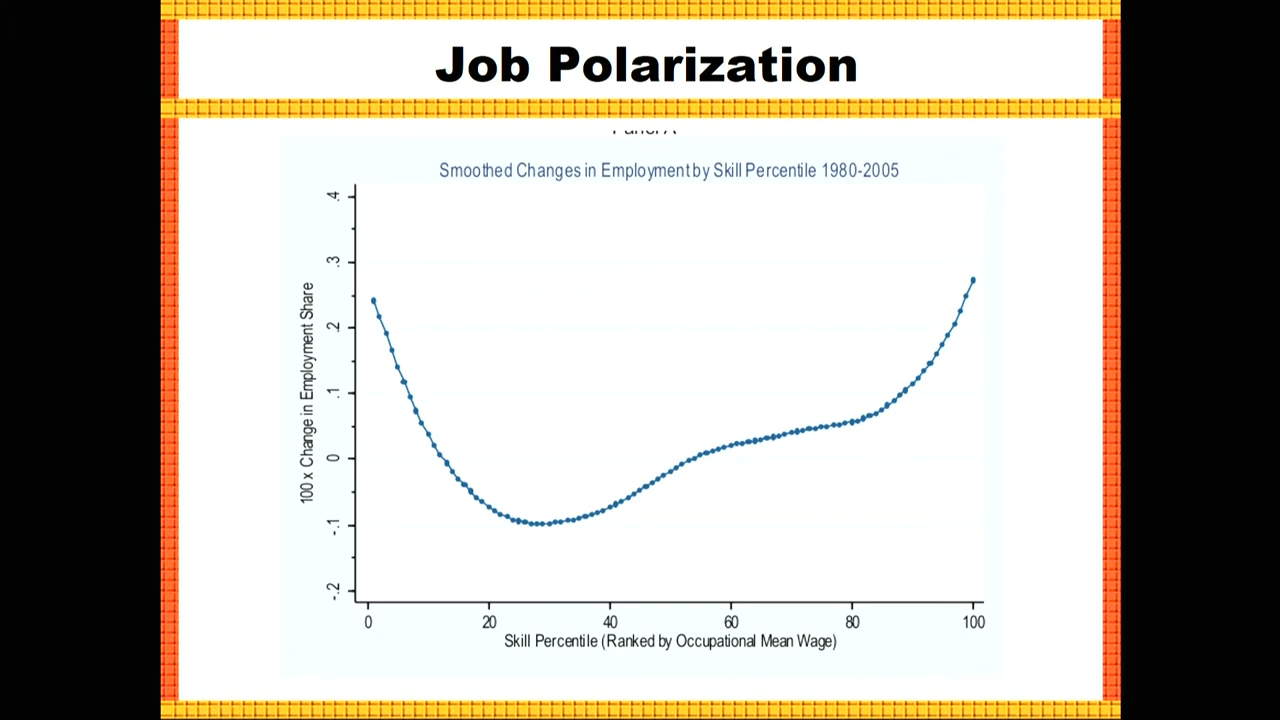 Job Polarization
Smoothed Changes in Employment by Skill Percentile 1980-2005
.4
.3
.2
.1
0
-.1
-.2
100 x Change in Employment Share
0 20 40 60 80 100
Skill Percentile (Ranked by Occupational Mean Wage)